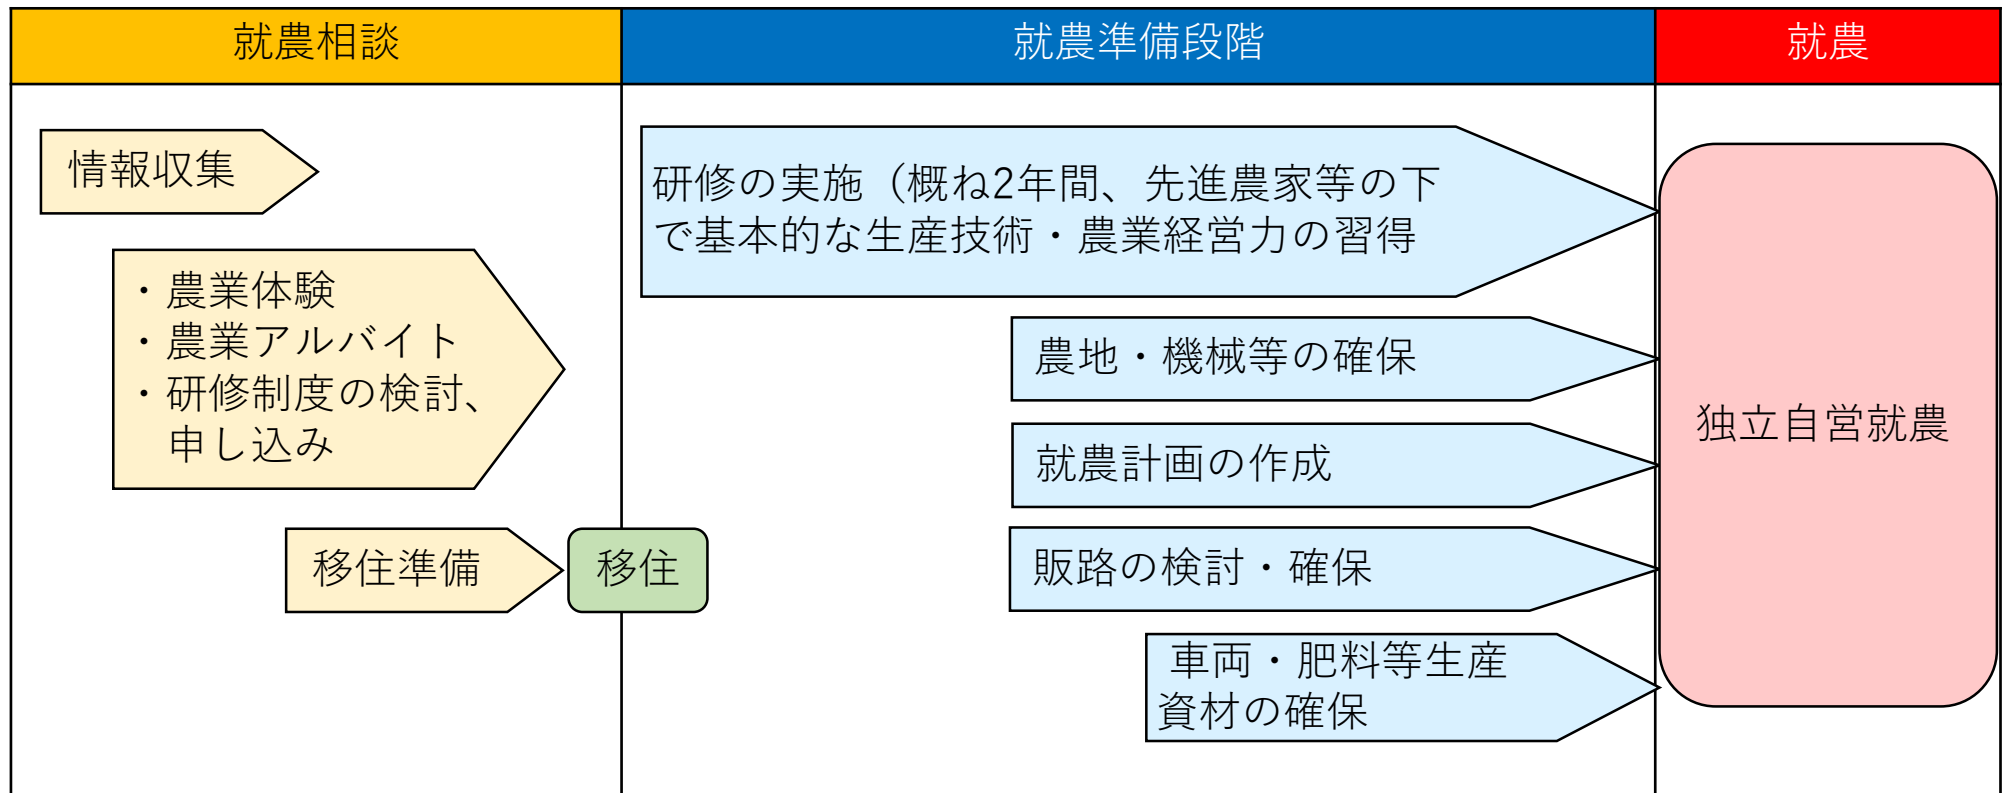 就農相談
就農準備段階
就農
情報収集
・農業体験
・農業アルバイト
・研修制度の検討、
申し込み
移住準備
移住
研修の実施（概ね2年間、先進農家等の下
で基本的な生産技術・農業経営力の習得
農地・機械等の確保
就農計画の作成
販路の検討・確保
車両・肥料等生産
資材の確保
独立自営就農